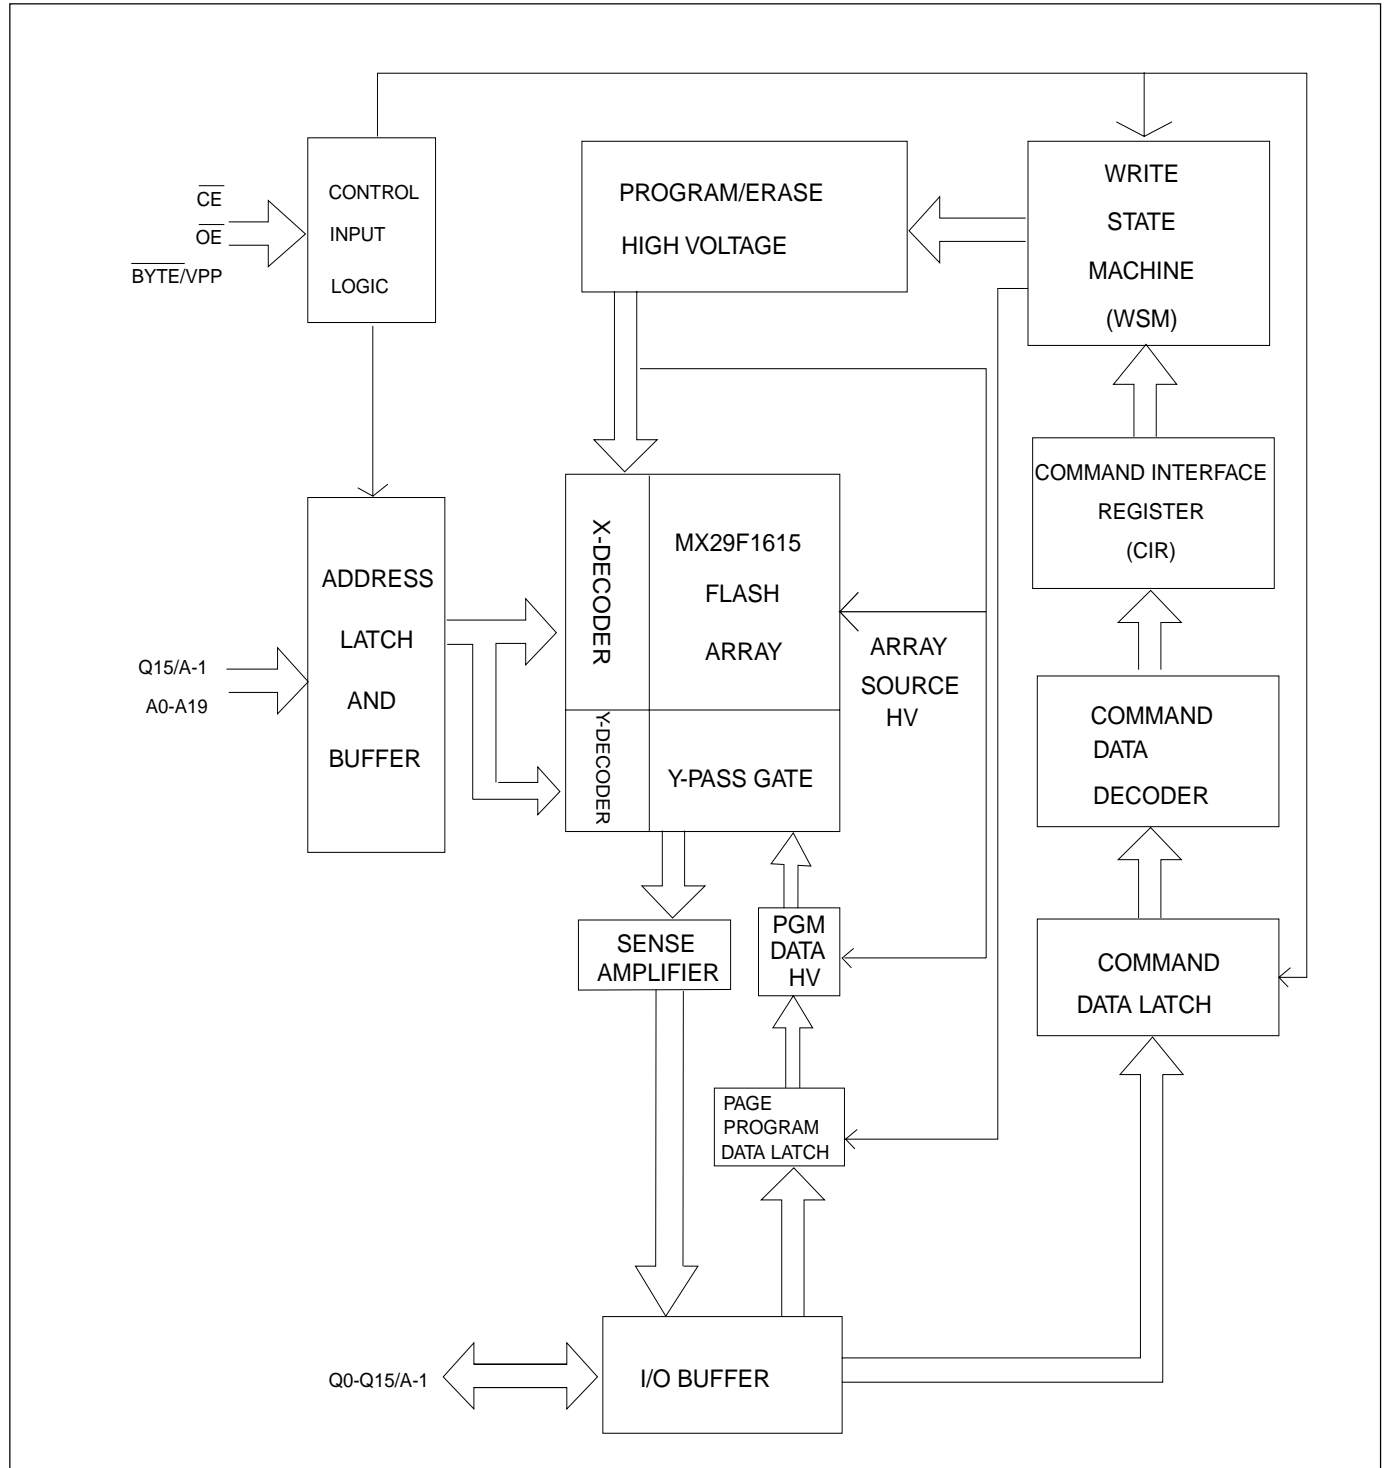 CE
OE
BYTE/VPP
CONTROL
INPUT
LOGIC
PROGRAM/ERASE
HIGH VOLTAGE
WRITE
STATE
MACHINE
(WSM)
COMMAND INTERFACE
REGISTER
(CIR)
Q15/A-1
A0-A19
ADDRESS
LATCH
AND
BUFFER
X-DECODER
MX29F1615
FLASH
ARRAY
ARRAY
SOURCE
HV
Y-DECODER
Y-PASS GATE
COMMAND
DATA
DECODER
SENSE
AMPLIFIER
PGM
DATA
HV
COMMAND
DATA LATCH
PAGE
PROGRAM
DATA LATCH
Q0-Q15/A-1
I/O BUFFER